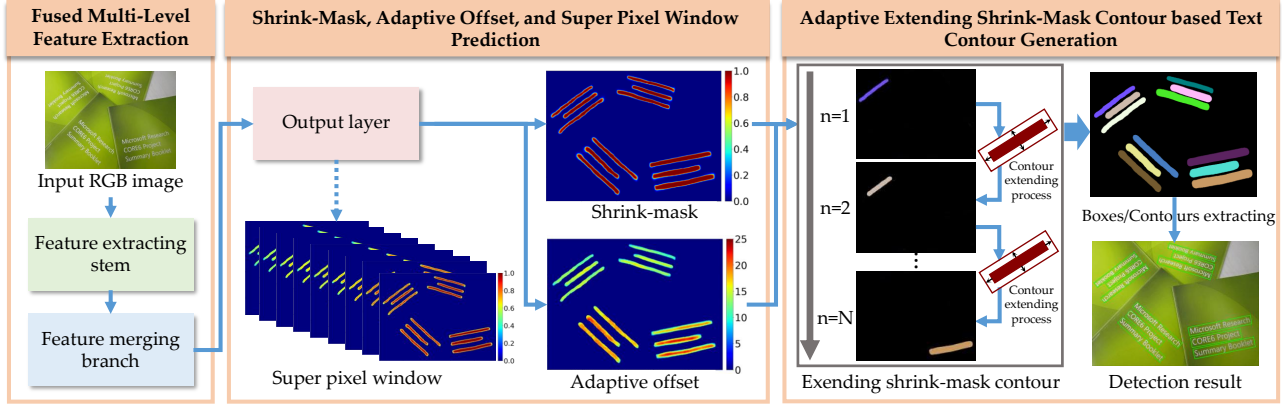 Fused Multi-Level
Feature Extraction
Input RGB image
Feature extracting
stem
Feature merging
branch
Shrink-Mask, Adaptive Offset, and Super Pixel Window
Prediction
Output layer
1.0
0.8
0.6
0.4
0.2
0.0
Shrink-mask
1.0
0.8
0.6
0.4
0.2
0.0
Super pixel window
25
20
15
10
5
0
Adaptive offset
Adaptive Extending Shrink-Mask Contour based Text
Contour Generation
n=1
Contour
extending
process
n=2
Contour
extending
process
n=N
Exending shrink-mask contour
Boxes/Contours extracting
Microsoft Research
CORE6 Project
Summary Booklet
Detection result
Microsoft Research
CORE6 Project
Summary Booklet